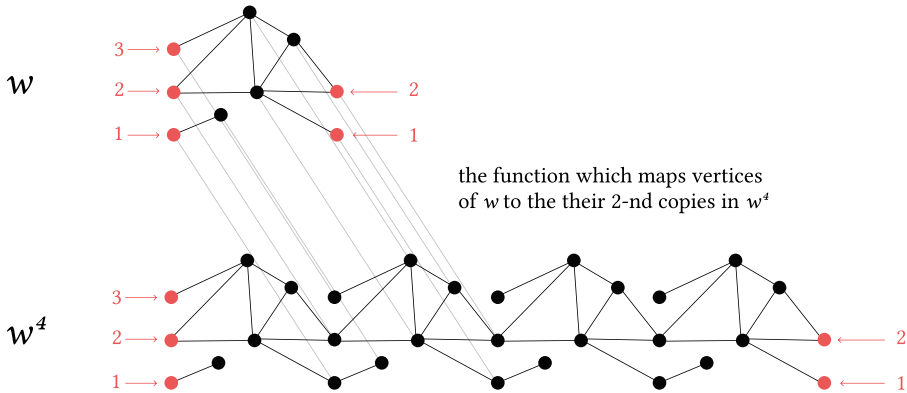 3
w
2
2
1
1
the function which maps vertices
of w to the their 2-nd copies in w⁴
3
w⁴
2
2
1
1